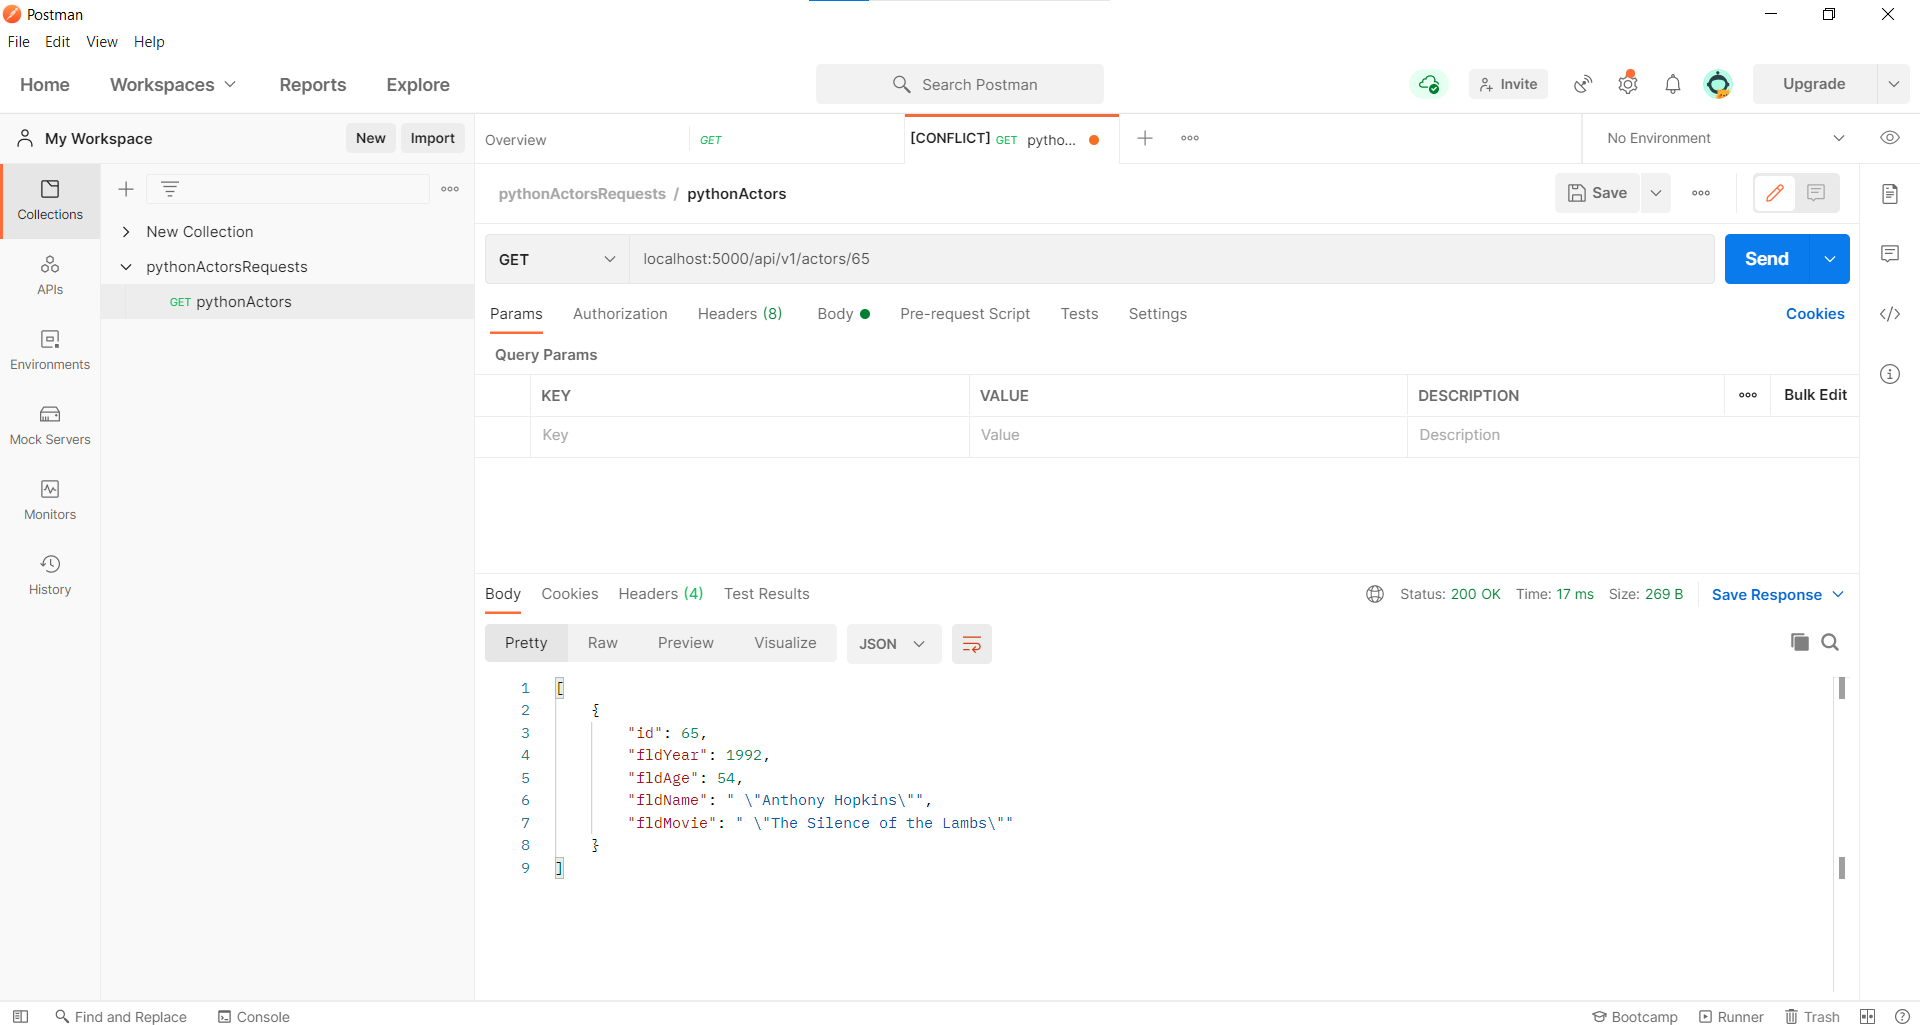 Postman
File Edit View Help
Home Workspaces Reports Explore Search Postman Invite Upgrade
My Workspace New Import Overview GET [CONFLICT] GET pytho... No Environment
Collections
APIs
Environments
Mock Servers
Monitors
History
New Collection
pythonActorsRequests
GET pythonActors
pythonActorsRequests / pythonActors Save
GET localhost:5000/api/v1/actors/65 Send
Params Authorization Headers (8) Body Pre-request Script Tests Settings Cookies
Query Params
KEY VALUE DESCRIPTION Bulk Edit
Key Value Description
Body Cookies Headers (4) Test Results Status: 200 OK Time: 17 ms Size: 269 B Save Response
Pretty Raw Preview Visualize JSON
1 [
2 {
3 "id": 65,
4 "fldYear": 1992,
5 "fldAge": 54,
6 "fldName": " \"Anthony Hopkins\"",
7 "fldMovie": " \"The Silence of the Lambs\""
8 }
9 ]
Find and Replace Console Bootcamp Runner Trash